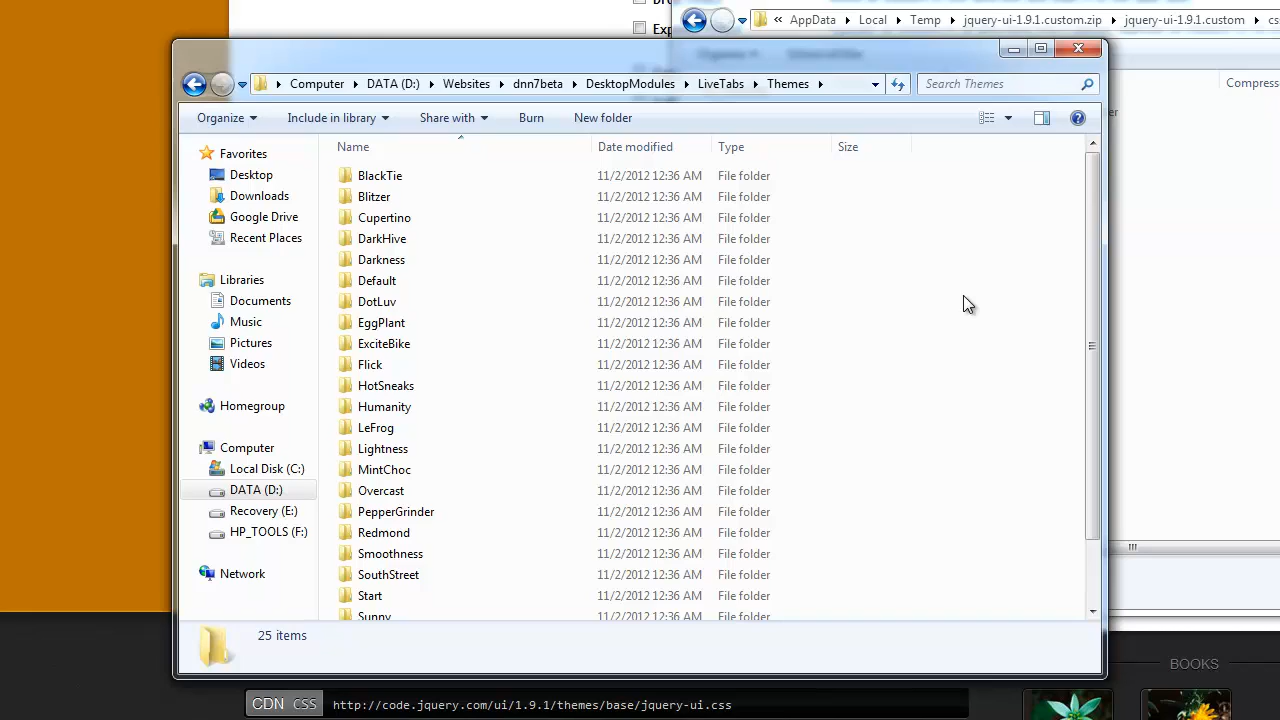 Exp
« AppData Local Temp jquery-ui-1.9.1.custom.zip jquery-ui-1.9.1.custom cs
Compress
Computer DATA (D:) Websites dnn7beta DesktopModules LiveTabs Themes
Search Themes
Organize Include in library Share with Burn New folder
Name Date modified Type Size
Favorites
Desktop
Downloads
Google Drive
Recent Places
Libraries
Documents
Music
Pictures
Videos
Homegroup
Computer
Local Disk (C:)
DATA (D:)
Recovery (E:)
HP_TOOLS (F:)
Network
BlackTie 11/2/2012 12:36 AM File folder
Blitzer 11/2/2012 12:36 AM File folder
Cupertino 11/2/2012 12:36 AM File folder
DarkHive 11/2/2012 12:36 AM File folder
Darkness 11/2/2012 12:36 AM File folder
Default 11/2/2012 12:36 AM File folder
DotLuv 11/2/2012 12:36 AM File folder
EggPlant 11/2/2012 12:36 AM File folder
ExciteBike 11/2/2012 12:36 AM File folder
Flick 11/2/2012 12:36 AM File folder
HotSneaks 11/2/2012 12:36 AM File folder
Humanity 11/2/2012 12:36 AM File folder
LeFrog 11/2/2012 12:36 AM File folder
Lightness 11/2/2012 12:36 AM File folder
MintChoc 11/2/2012 12:36 AM File folder
Overcast 11/2/2012 12:36 AM File folder
PepperGrinder 11/2/2012 12:36 AM File folder
Redmond 11/2/2012 12:36 AM File folder
Smoothness 11/2/2012 12:36 AM File folder
SouthStreet 11/2/2012 12:36 AM File folder
Start 11/2/2012 12:36 AM File folder
Sunny 11/2/2012 12:36 AM File folder
25 items
BOOKS
CDN CSS http://code.jquery.com/ui/1.9.1/themes/base/jquery-ui.css